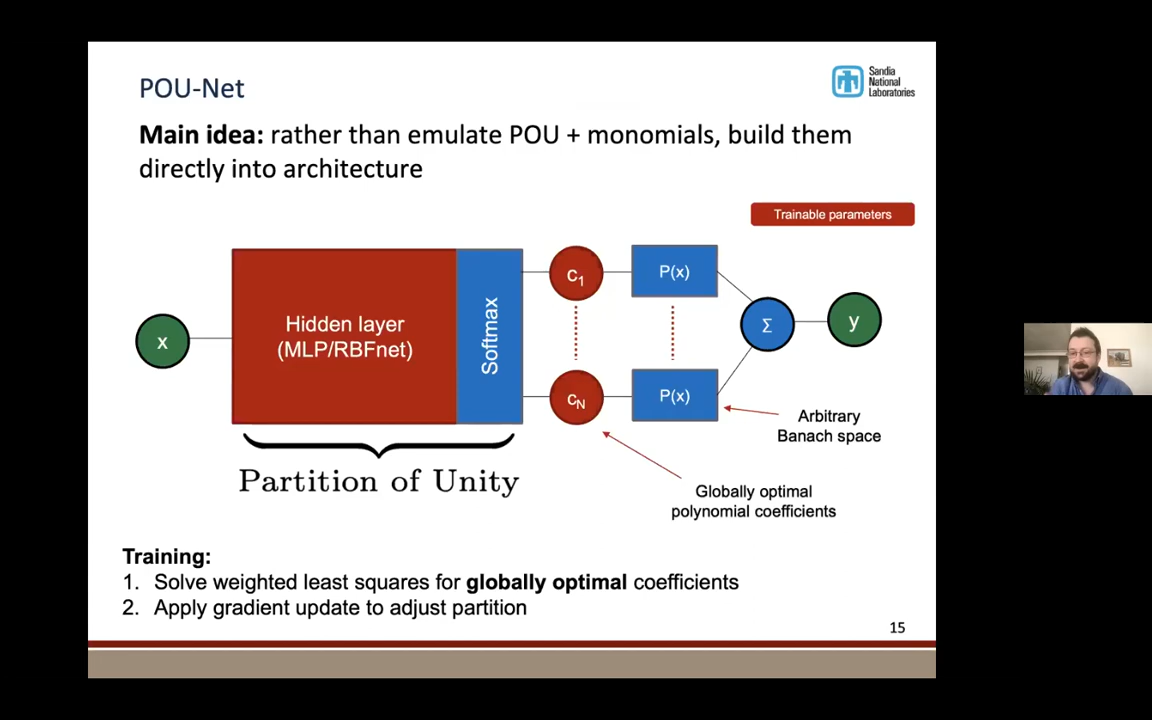 POU-Net
Sandia
National
Laboratories
Main idea: rather than emulate POU + monomials, build them
directly into architecture
Trainable parameters
x
Hidden layer
(MLP/RBFnet)
Softmax
c1
cN
P(x)
P(x)
Σ
y
Arbitrary
Banach space
Partition of Unity
Globally optimal
polynomial coefficients
Training:
1. Solve weighted least squares for globally optimal coefficients
2. Apply gradient update to adjust partition
15